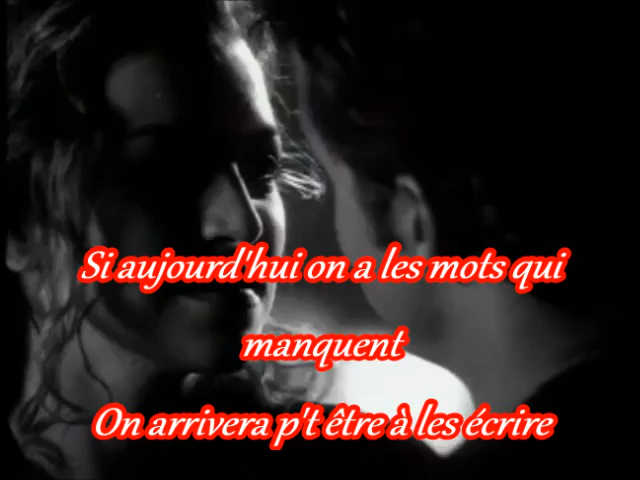 Si aujourd'hui on a les mots qui
manquent
On arrivera p't être à les écrire